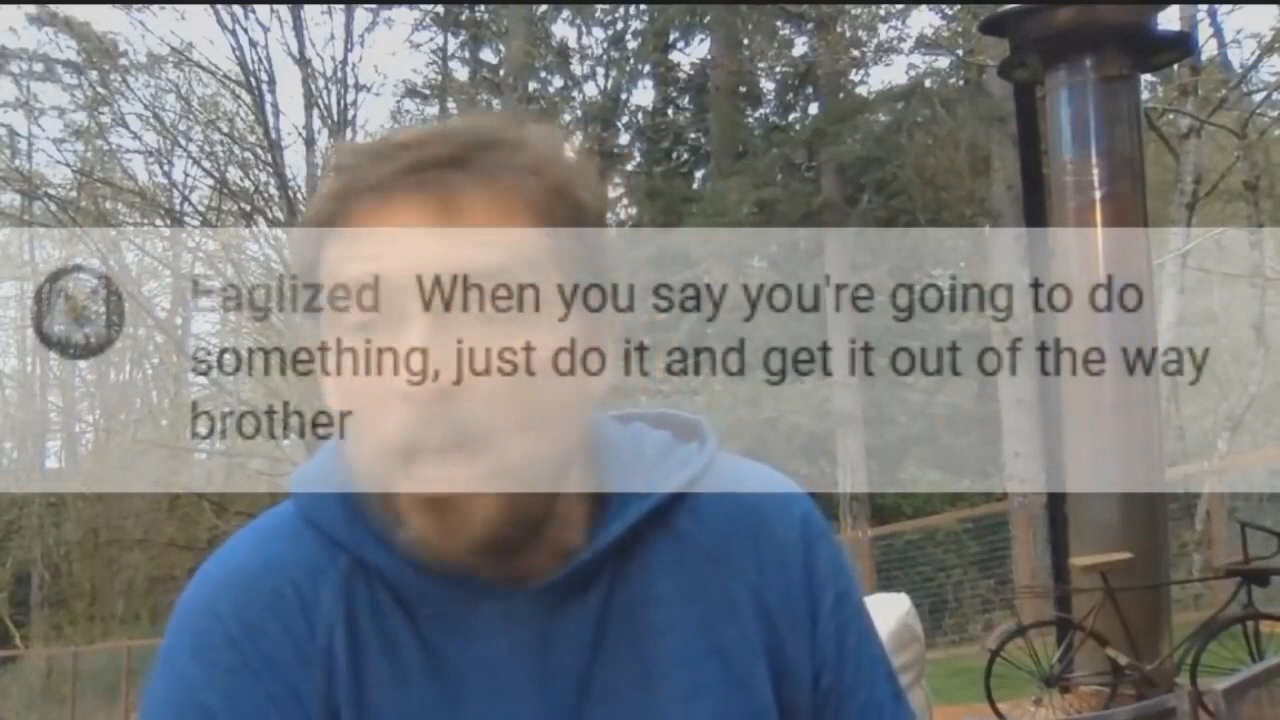 Eaglized When you say you're going to do
something, just do it and get it out of the way
brother